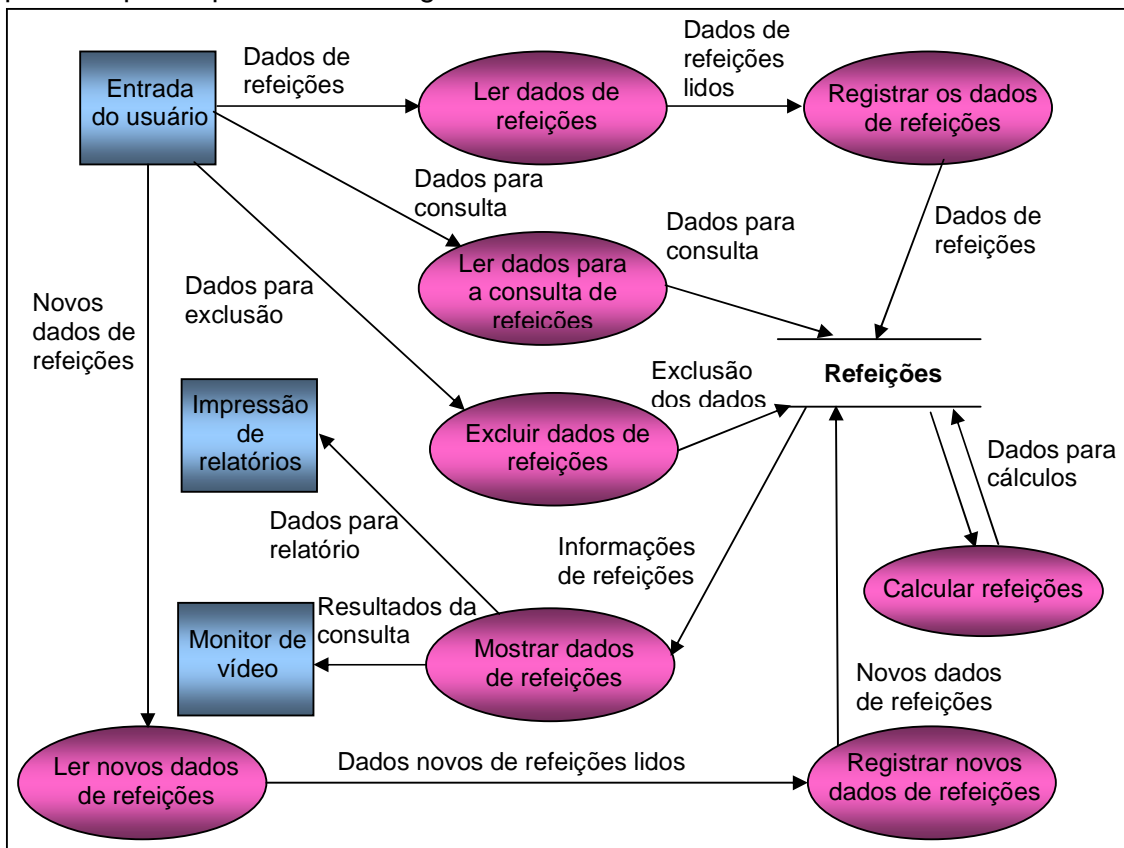 Entrada
do usuário
Dados de
refeições
Ler dados de
refeições
Dados de
refeições
lidos
Registrar os dados
de refeições
Dados para
consulta
Dados para
consulta
Dados de
refeições
Ler dados para
a consulta de
refeições
Novos
dados de
refeições
Dados para
exclusão
Exclusão
dos dados
Refeições
Impressão
de
relatórios
Excluir dados de
refeições
Dados para
cálculos
Dados para
relatório
Informações
de refeições
Calcular refeições
Resultados da
consulta
Monitor de
vídeo
Mostrar dados
de refeições
Novos dados
de refeições
Ler novos dados
de refeições
Dados novos de refeições lidos
Registrar novos
dados de refeições